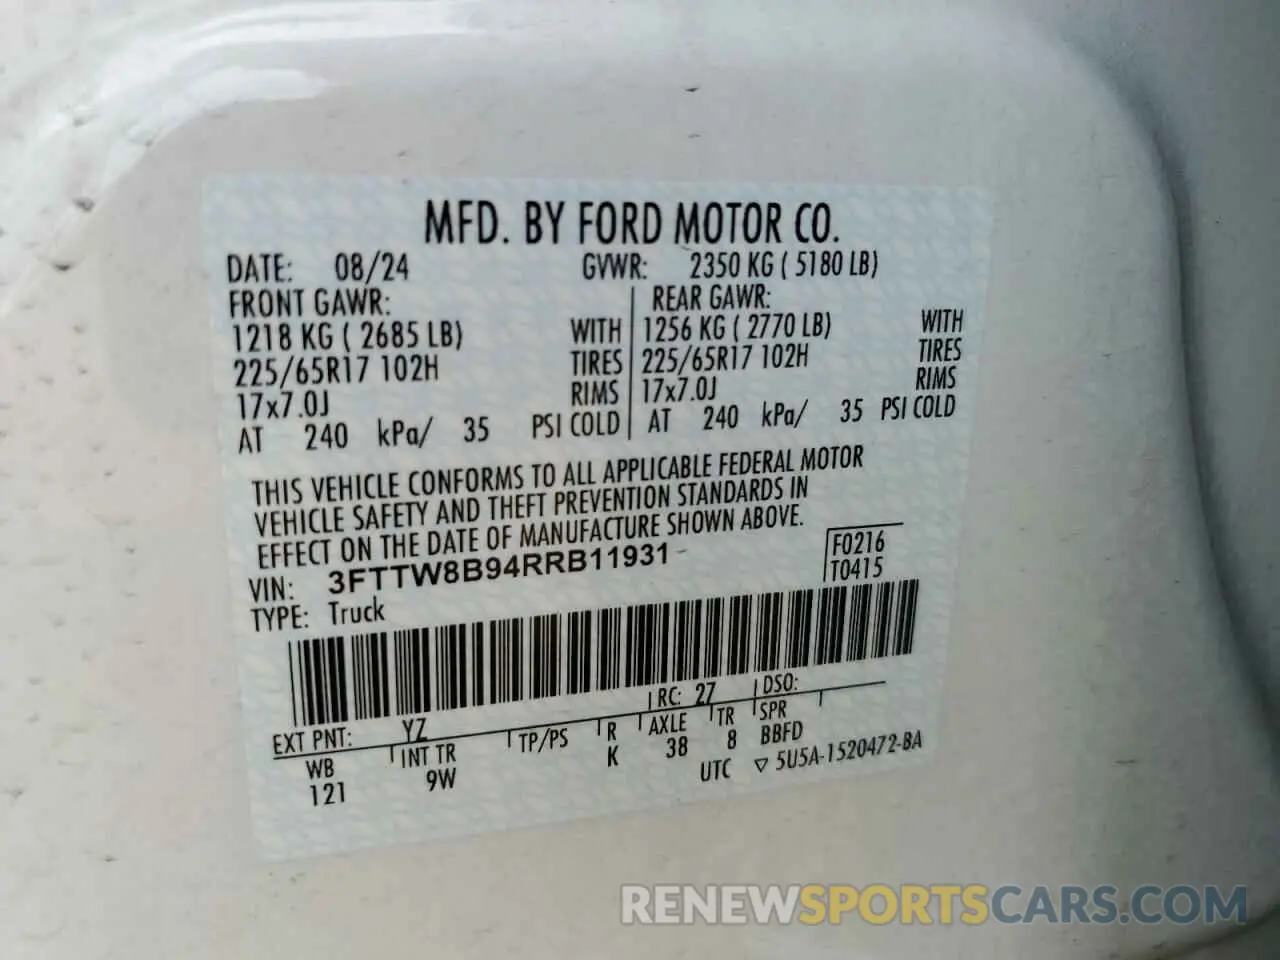 MFD. BY FORD MOTOR CO.
DATE: 08/24 GVWR: 2350 KG ( 5180 LB)
FRONT GAWR: REAR GAWR:
1218 KG ( 2685 LB) WITH 1256 KG ( 2770 LB) WITH
225/65R17 102H TIRES 225/65R17 102H TIRES
17x7.0J RIMS 17x7.0J RIMS
AT 240 kPa/ 35 PSI COLD AT 240 kPa/ 35 PSI COLD
THIS VEHICLE CONFORMS TO ALL APPLICABLE FEDERAL MOTOR
VEHICLE SAFETY AND THEFT PREVENTION STANDARDS IN
EFFECT ON THE DATE OF MANUFACTURE SHOWN ABOVE.
VIN: 3FTTW8B94RRB11931 F0216
TYPE: Truck T0415
EXT PNT: YZ RC: 27 DSO:
WB INT TR TP/PS R AXLE TR SPR
121 9W K 38 8 BBFD
UTC ▽ 5U5A-1520472-BA
RENEWSPORTSCARS.COM